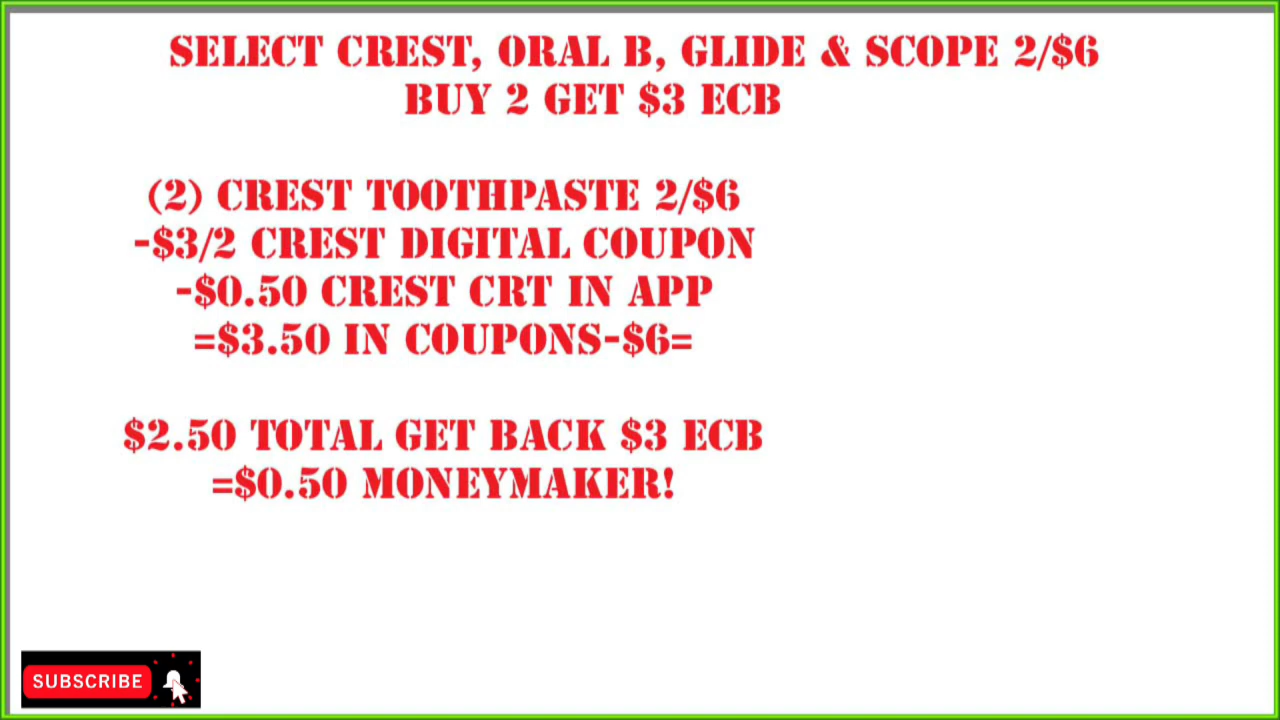 SELECT CREST, ORAL B, GLIDE & SCOPE 2/$6
BUY 2 GET $3 ECB
(2) CREST TOOTHPASTE 2/$6
-$3/2 CREST DIGITAL COUPON
-$0.50 CREST CRT IN APP
=$3.50 IN COUPONS-$6=
$2.50 TOTAL GET BACK $3 ECB
=$0.50 MONEYMAKER!
SUBSCRIBE